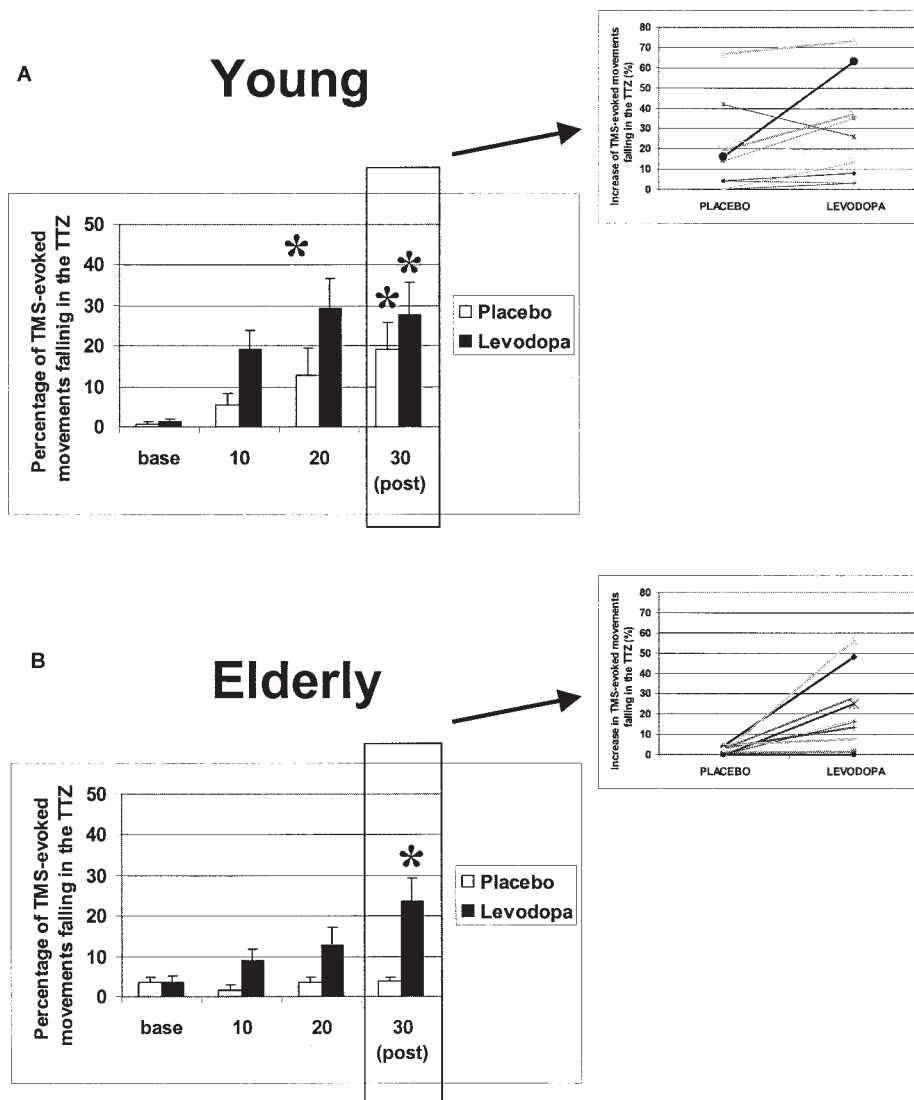 A
Young
Increase of TMS-evoked movements
falling in the TTZ (%)
80
70
60
50
40
30
20
10
0
PLACEBO
LEVODOPA
Percentage of TMS-evoked
movements fallinig in the TTZ
50
40
30
20
10
0
base
10
20
30
(post)
*
*
*
Placebo
Levodopa
B
Elderly
Increase in TMS-evoked movements
falling in the TTZ (%)
80
70
60
50
40
30
20
10
0
PLACEBO
LEVODOPA
Percentage of TMS-evoked
movements falling in the TTZ
50
40
30
20
10
0
base
10
20
30
(post)
*
Placebo
Levodopa